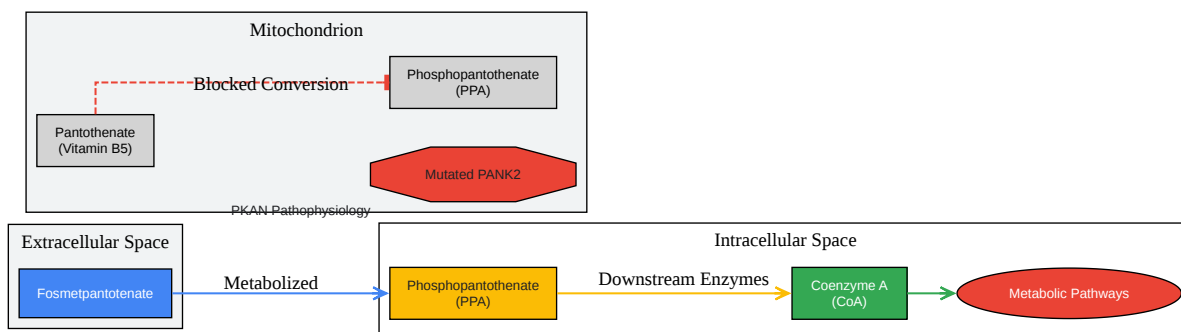 Mitochondrion
Phosphopantothenate
(PPA)
Blocked Conversion
Pantothenate
(Vitamin B5)
Mutated PANK2
PKAN Pathophysiology
Extracellular Space
Intracellular Space
Fosmetpantotenate
Metabolized
Phosphopantothenate
(PPA)
Downstream Enzymes
Coenzyme A
(CoA)
Metabolic Pathways